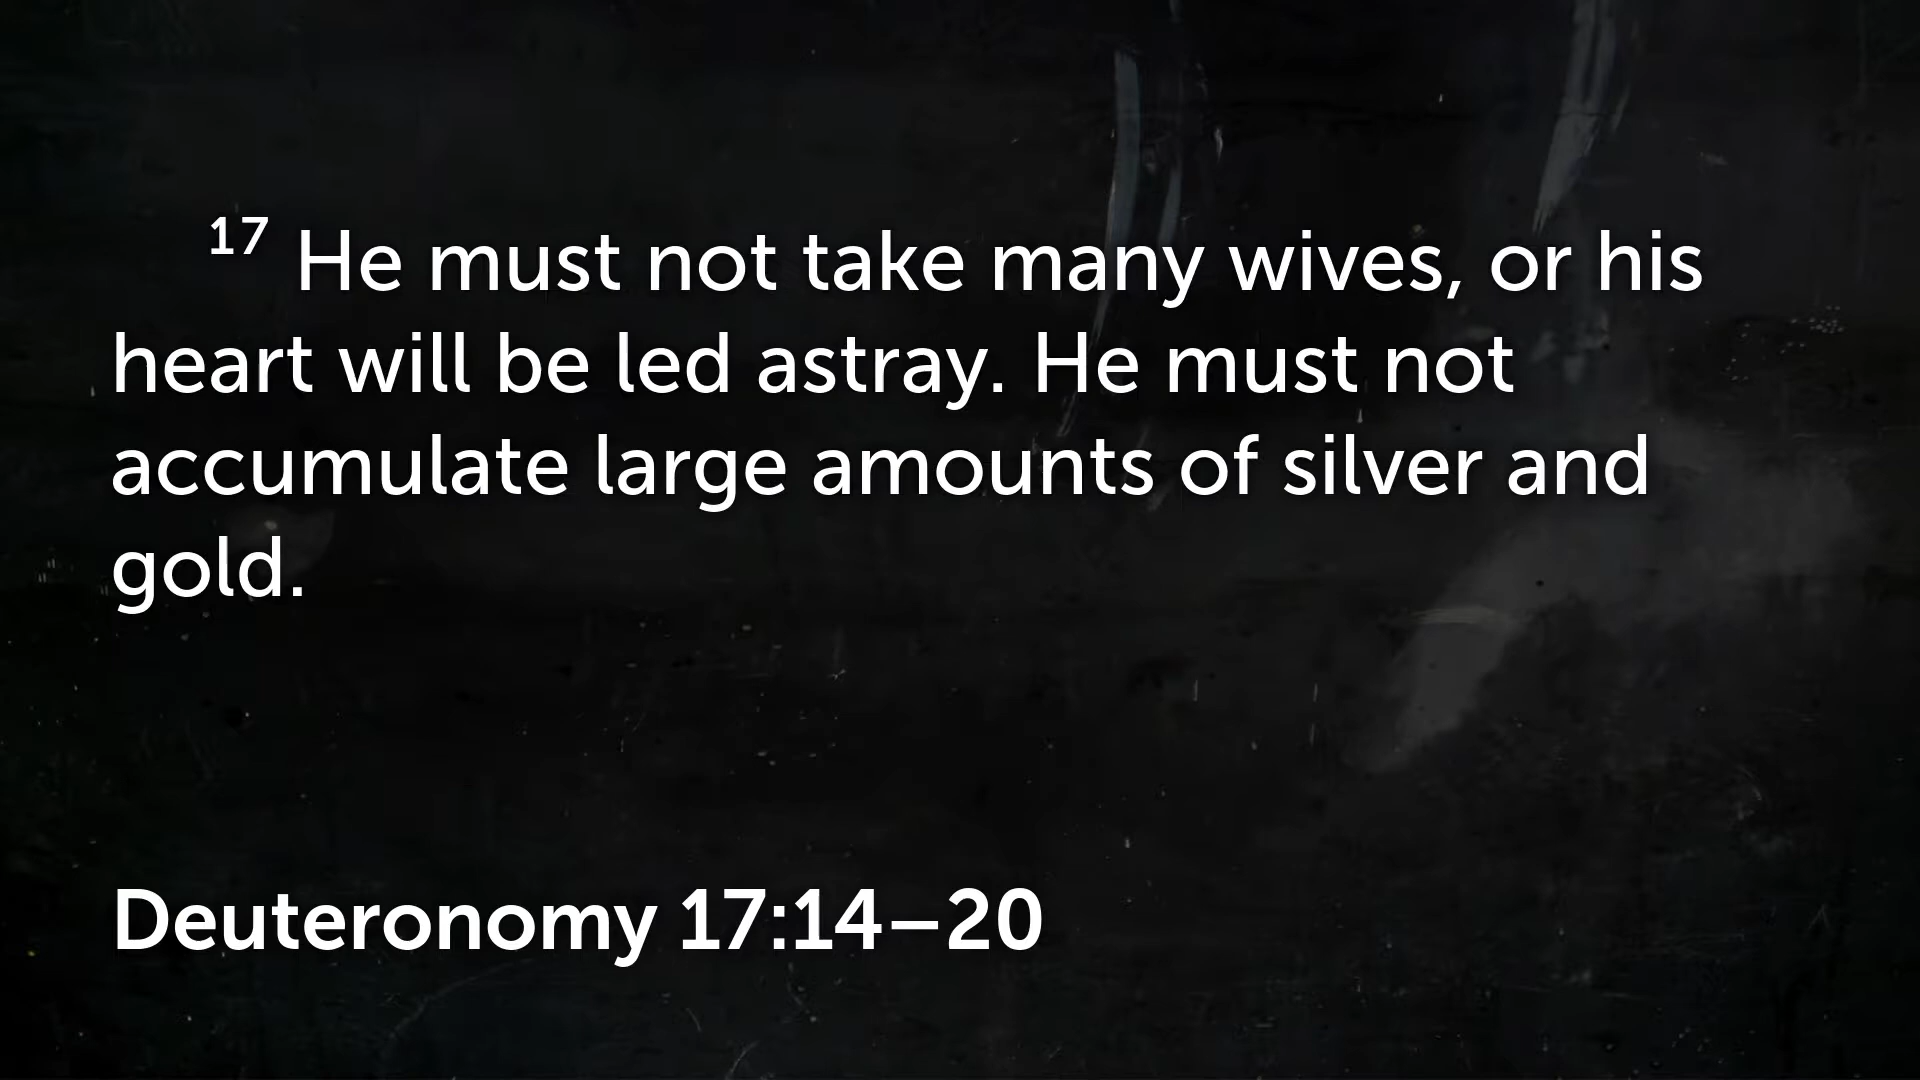 ¹⁷ He must not take many wives, or his
heart will be led astray. He must not
accumulate large amounts of silver and
gold.
Deuteronomy 17:14–20